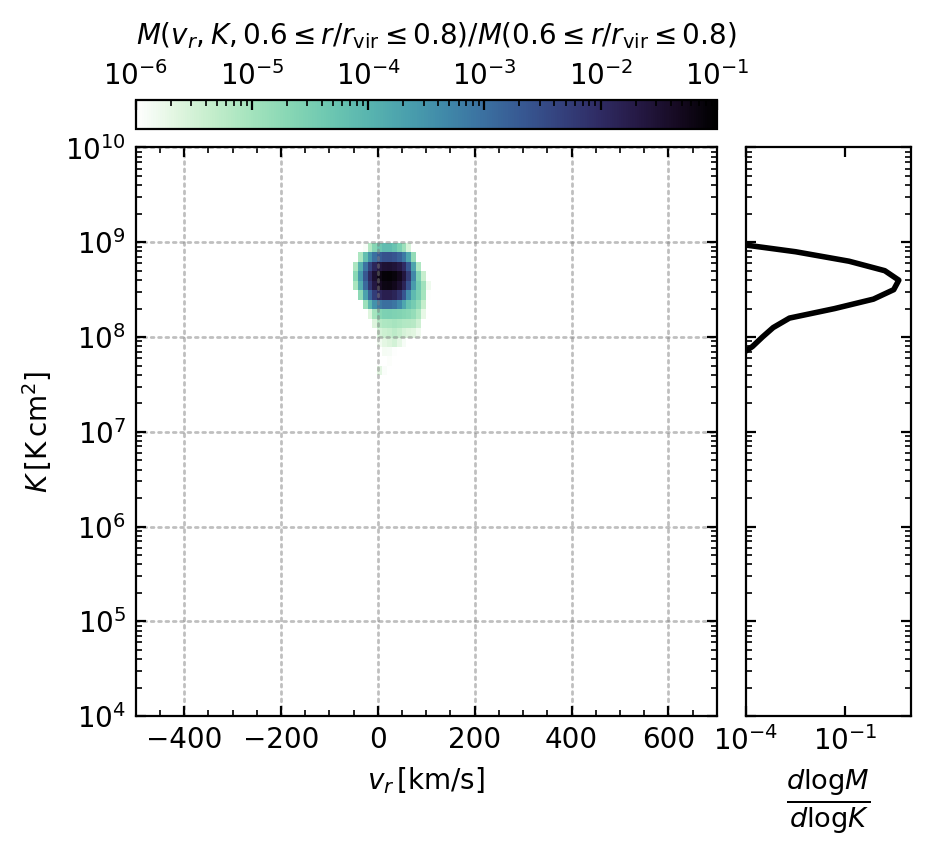 M(v_r, K, 0.6 ≤ r/r_vir ≤ 0.8)/M(0.6 ≤ r/r_vir ≤ 0.8)
10^−6 10^−5 10^−4 10^−3 10^−2 10^−1
10^10
10^9
10^8
10^7
10^6
10^5
10^4
K [K cm^2]
−400 −200 0 200 400 600
v_r [km/s]
10^−4 10^−1
dlogM
dlogK